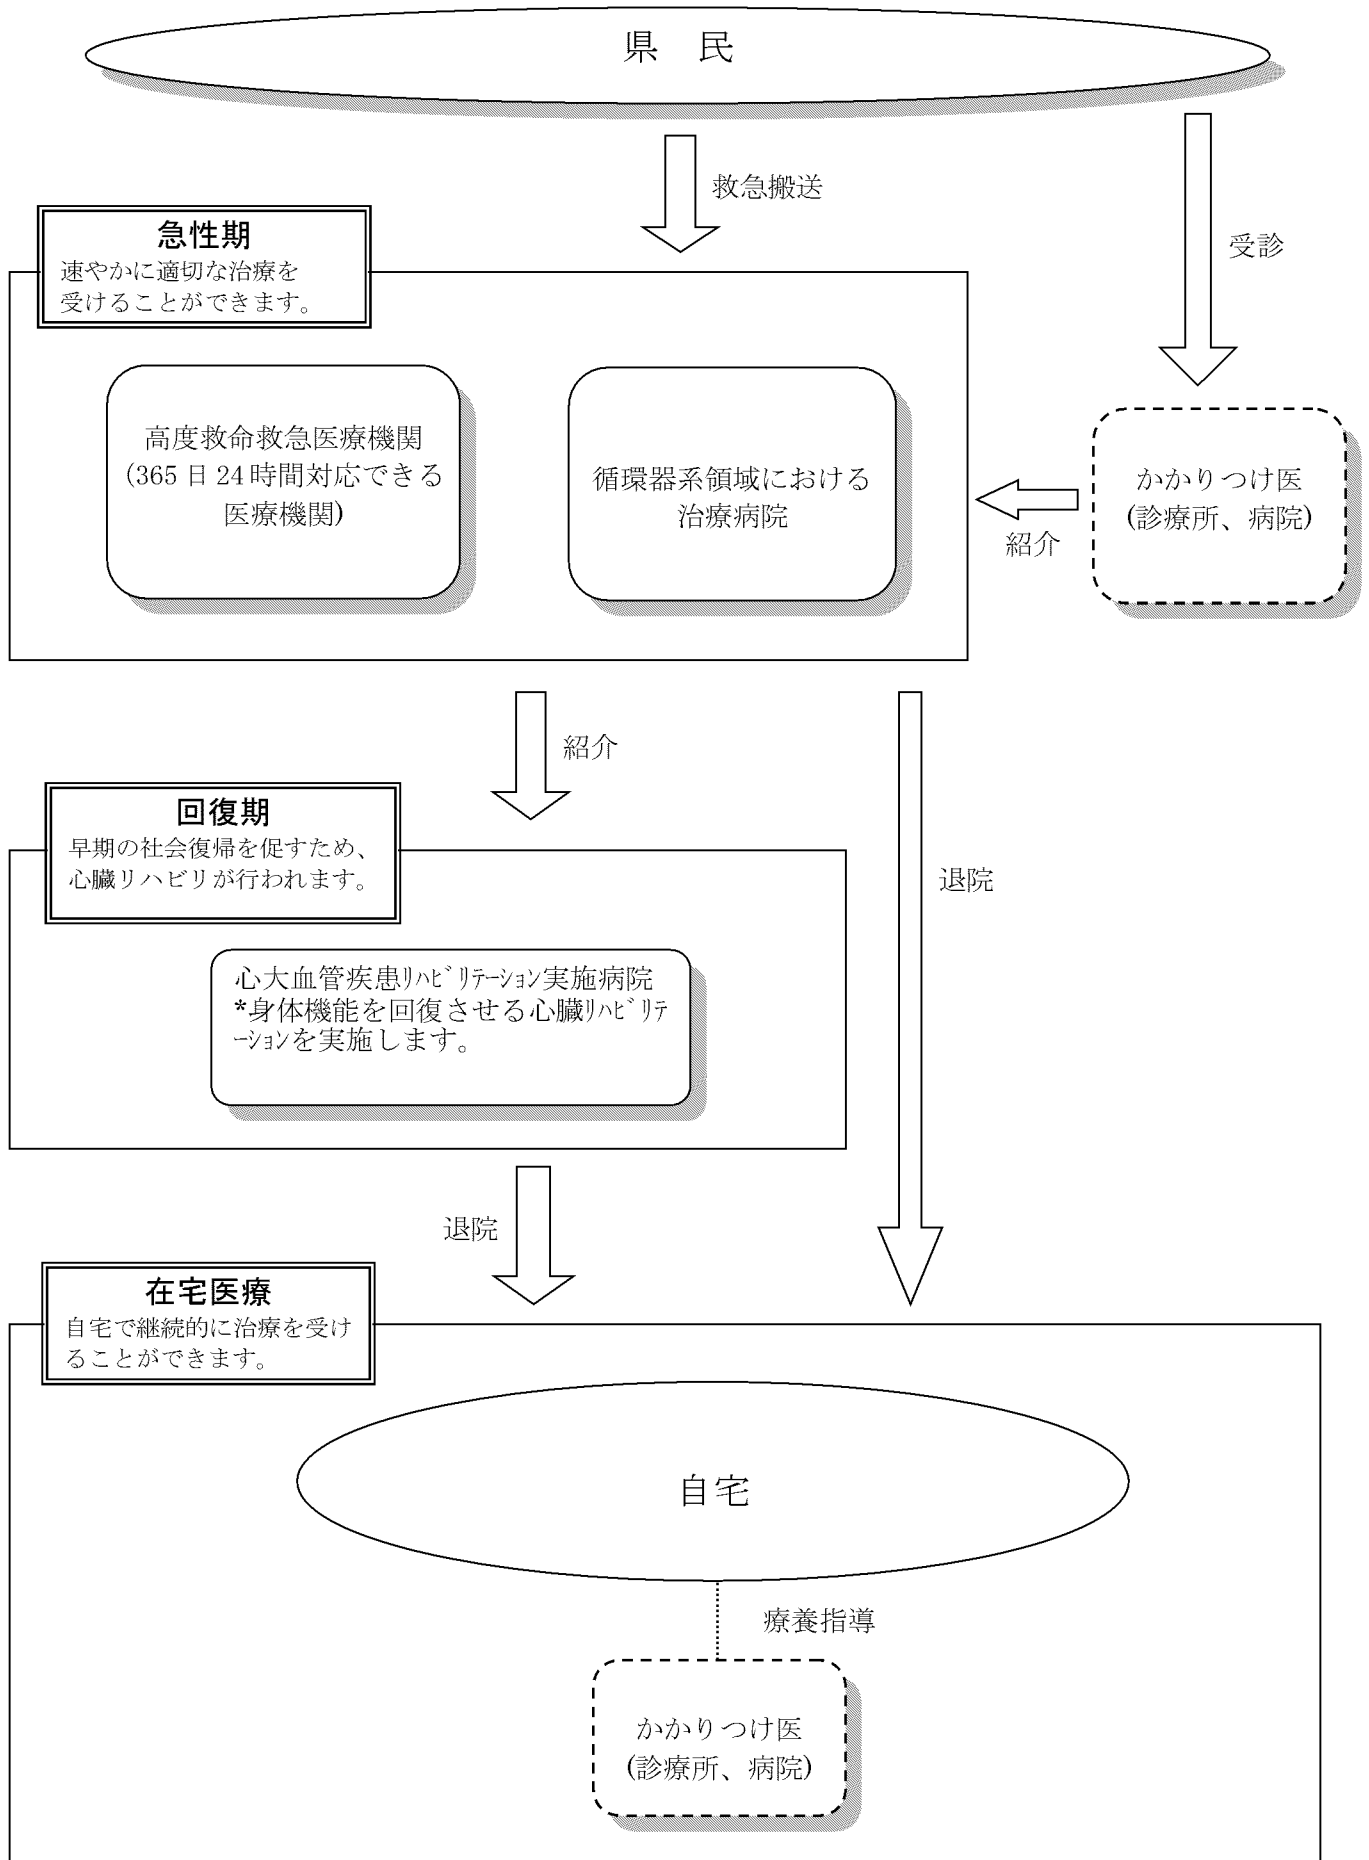 県　民
救急搬送
受診
急性期
速やかに適切な治療を
受けることができます。
高度救命救急医療機関
(365日24時間対応できる
医療機関)
循環器系領域における
治療病院
かかりつけ医
(診療所、病院)
紹介
紹介
退院
回復期
早期の社会復帰を促すため、
心臓リハビリが行われます。
心大血管疾患ﾘﾊﾋﾞﾘﾃｰｼｮﾝ実施病院
*身体機能を回復させる心臓ﾘﾊﾋﾞﾘﾃ
ｰｼｮﾝを実施します。
退院
在宅医療
自宅で継続的に治療を受け
ることができます。
自宅
療養指導
かかりつけ医
(診療所、病院)